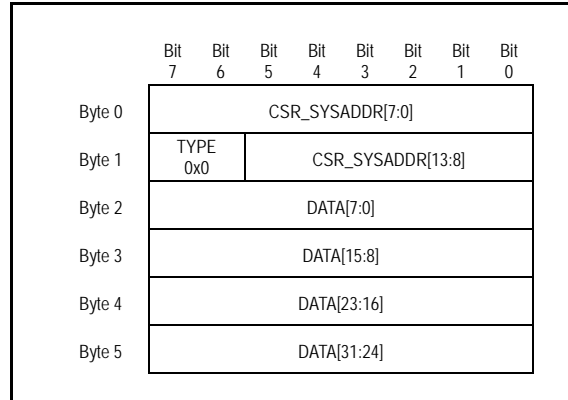 Bit Bit Bit Bit Bit Bit Bit Bit
7 6 5 4 3 2 1 0
Byte 0 CSR_SYSADDR[7:0]
Byte 1 TYPE 0x0 CSR_SYSADDR[13:8]
Byte 2 DATA[7:0]
Byte 3 DATA[15:8]
Byte 4 DATA[23:16]
Byte 5 DATA[31:24]